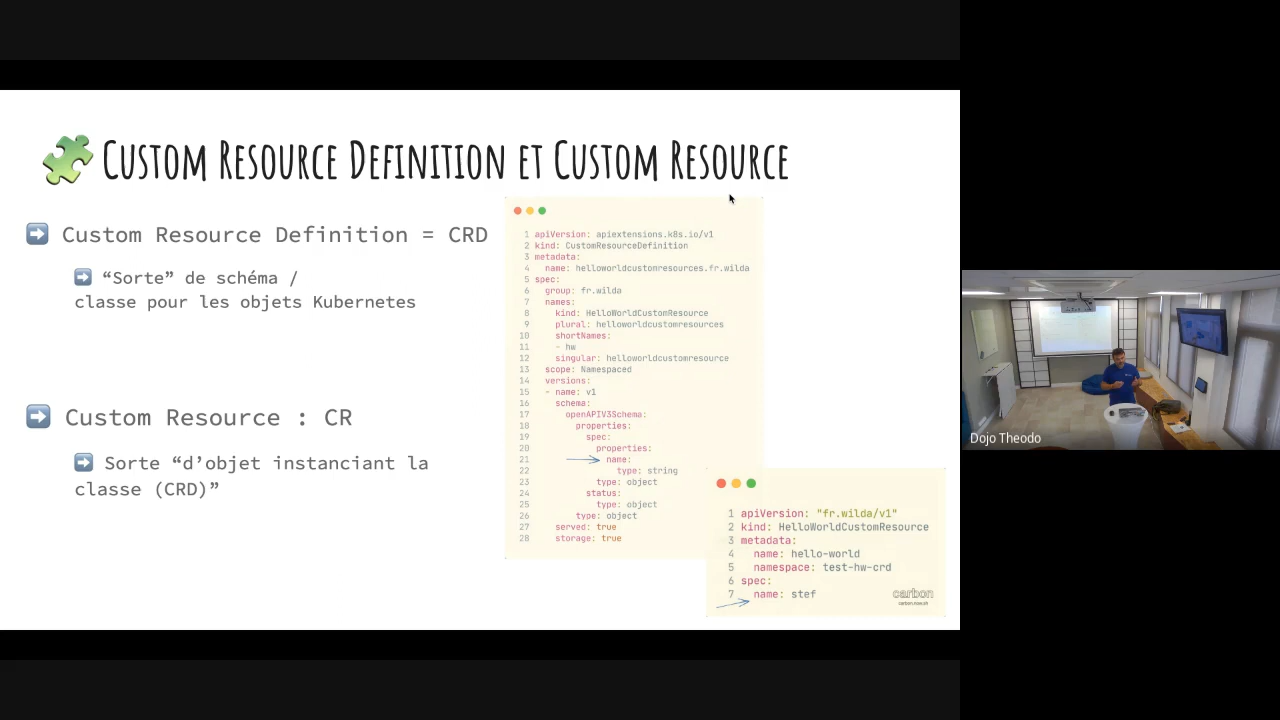 Custom Resource Definition et Custom Resource
Custom Resource Definition = CRD
“Sorte” de schéma /
classe pour les objets Kubernetes
Custom Resource : CR
Sorte “d’objet instanciant la
classe (CRD)”
1 apiVersion: apiextensions.k8s.io/v1
2 kind: CustomResourceDefinition
3 metadata:
4 name: helloworldcustomresources.fr.wilda
5 spec:
6 group: fr.wilda
7 names:
8 kind: HelloWorldCustomResource
9 plural: helloworldcustomresources
10 shortNames:
11 - hw
12 singular: helloworldcustomresource
13 scope: Namespaced
14 versions:
15 - name: v1
16 schema:
17 openAPIV3Schema:
18 properties:
19 spec:
20 properties:
21 name:
22 type: string
23 type: object
24 status:
25 type: object
26 type: object
27 served: true
28 storage: true
1 apiVersion: "fr.wilda/v1"
2 kind: HelloWorldCustomResource
3 metadata:
4 name: hello-world
5 namespace: test-hw-crd
6 spec:
7 name: stef
carbon
carbon.now.sh
Dojo Theodo